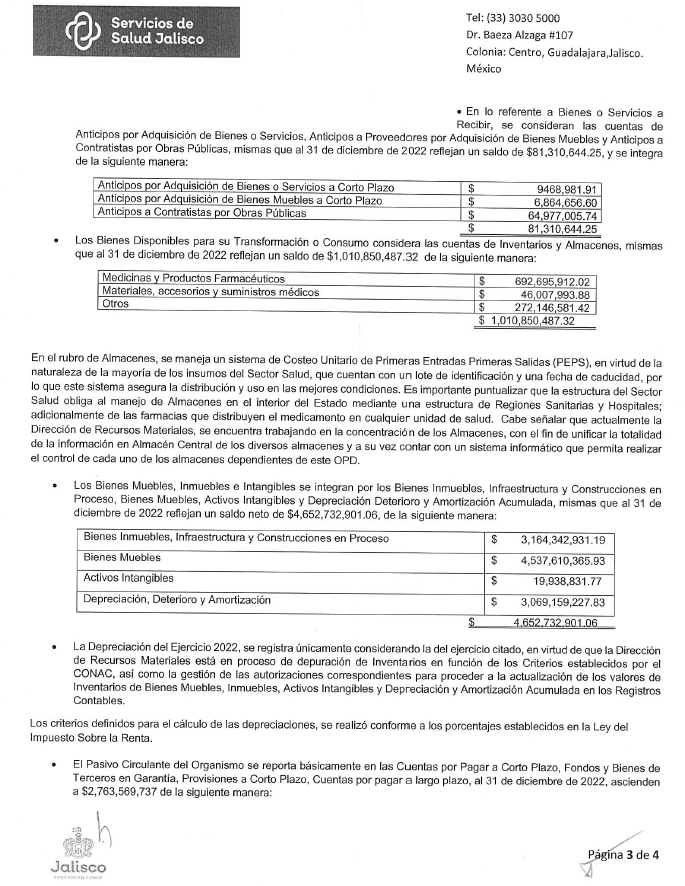 Servicios de
Salud Jalisco
Tel: (33) 3030 5000
Dr. Baeza Alzaga #107
Colonia: Centro, Guadalajara,Jalisco.
México
• En lo referente a Bienes o Servicios a
Recibir, se consideran las cuentas de
Anticipos por Adquisición de Bienes o Servicios, Anticipos a Proveedores por Adquisición de Bienes Muebles y Anticipos a
Contratistas por Obras Públicas, mismas que al 31 de diciembre de 2022 reflejan un saldo de $81,310,644.25, y se integra
de la siguiente manera:
Anticipos por Adquisición de Bienes o Servicios a Corto Plazo $ 9468,981.91
Anticipos por Adquisición de Bienes Muebles a Corto Plazo $ 6,864,656.60
Anticipos a Contratistas por Obras Públicas $ 64,977,005.74
$ 81,310,644.25
• Los Bienes Disponibles para su Transformación o Consumo considera las cuentas de Inventarios y Almacenes, mismas
que al 31 de diciembre de 2022 reflejan un saldo de $1,010,850,487.32 de la siguiente manera:
Medicinas y Productos Farmacéuticos $ 692,695,912.02
Materiales, accesorios y suministros médicos $ 46,007,993.88
Otros $ 272,146,581.42
$ 1,010,850,487.32
En el rubro de Almacenes, se maneja un sistema de Costeo Unitario de Primeras Entradas Primeras Salidas (PEPS), en virtud de la
naturaleza de la mayoría de los insumos del Sector Salud, que cuentan con un lote de identificación y una fecha de caducidad, por
lo que este sistema asegura la distribución y uso en las mejores condiciones. Es importante puntualizar que la estructura del Sector
Salud obliga al manejo de Almacenes en el interior del Estado mediante una estructura de Regiones Sanitarias y Hospitales;
adicionalmente de las farmacias que distribuyen el medicamento en cualquier unidad de salud. Cabe señalar que actualmente la
Dirección de Recursos Materiales, se encuentra trabajando en la concentración de los Almacenes, con el fin de unificar la totalidad
de la información en Almacén Central de los diversos almacenes y a su vez contar con un sistema informático que permita realizar
el control de cada uno de los almacenes dependientes de este OPD.
• Los Bienes Muebles, Inmuebles e Intangibles se integran por los Bienes Inmuebles, Infraestructura y Construcciones en
Proceso, Bienes Muebles, Activos Intangibles y Depreciación Deterioro y Amortización Acumulada, mismas que al 31 de
diciembre de 2022 reflejan un saldo neto de $4,652,732,901.06, de la siguiente manera:
Bienes Inmuebles, Infraestructura y Construcciones en Proceso $ 3,164,342,931.19
Bienes Muebles $ 4,537,610,365.93
Activos Intangibles $ 19,938,831.77
Depreciación, Deterioro y Amortización $ 3,069,159,227.83
$ 4,652,732,901.06
• La Depreciación del Ejercicio 2022, se registra únicamente considerando la del ejercicio citado, en virtud de que la Dirección
de Recursos Materiales está en proceso de depuración de Inventarios en función de los Criterios establecidos por el
CONAC, así como la gestión de las autorizaciones correspondientes para proceder a la actualización de los valores de
Inventarios de Bienes Muebles, Inmuebles, Activos Intangibles y Depreciación y Amortización Acumulada en los Registros
Contables.
Los criterios definidos para el cálculo de las depreciaciones, se realizó conforme a los porcentajes establecidos en la Ley del
Impuesto Sobre la Renta.
• El Pasivo Circulante del Organismo se reporta básicamente en las Cuentas por Pagar a Corto Plazo, Fondos y Bienes de
Terceros en Garantía, Provisiones a Corto Plazo, Cuentas por pagar a largo plazo, al 31 de diciembre de 2022, ascienden
a $2,763,569,737 de la siguiente manera:
Jalisco
Página 3 de 4